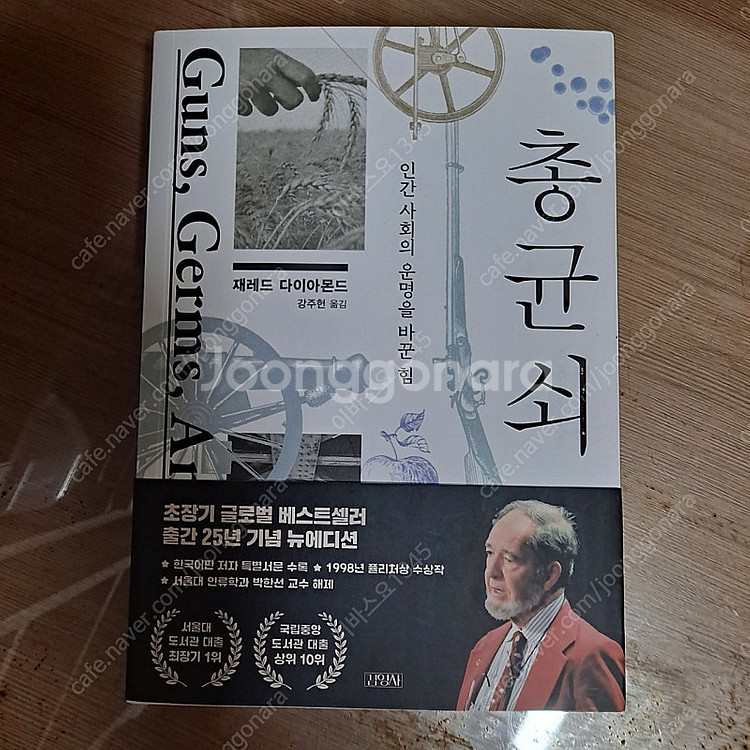 Guns, Germs, An
총 균 쇠
인간 사회의 운명을 바꾼 힘
재레드 다이아몬드
강주헌 옮김
Joonggonara
초장기 글로벌 베스트셀러
출간 25년 기념 뉴에디션
★ 한국어판 저자 특별서문 수록 ★ 1998년 퓰리처상 수상작
★ 서울대 인류학과 박한선 교수 해제
서울대
도서관 대출
최장기 1위
국립중앙
도서관 대출
상위 10위
김영사
cafe.naver.com/joonggonara